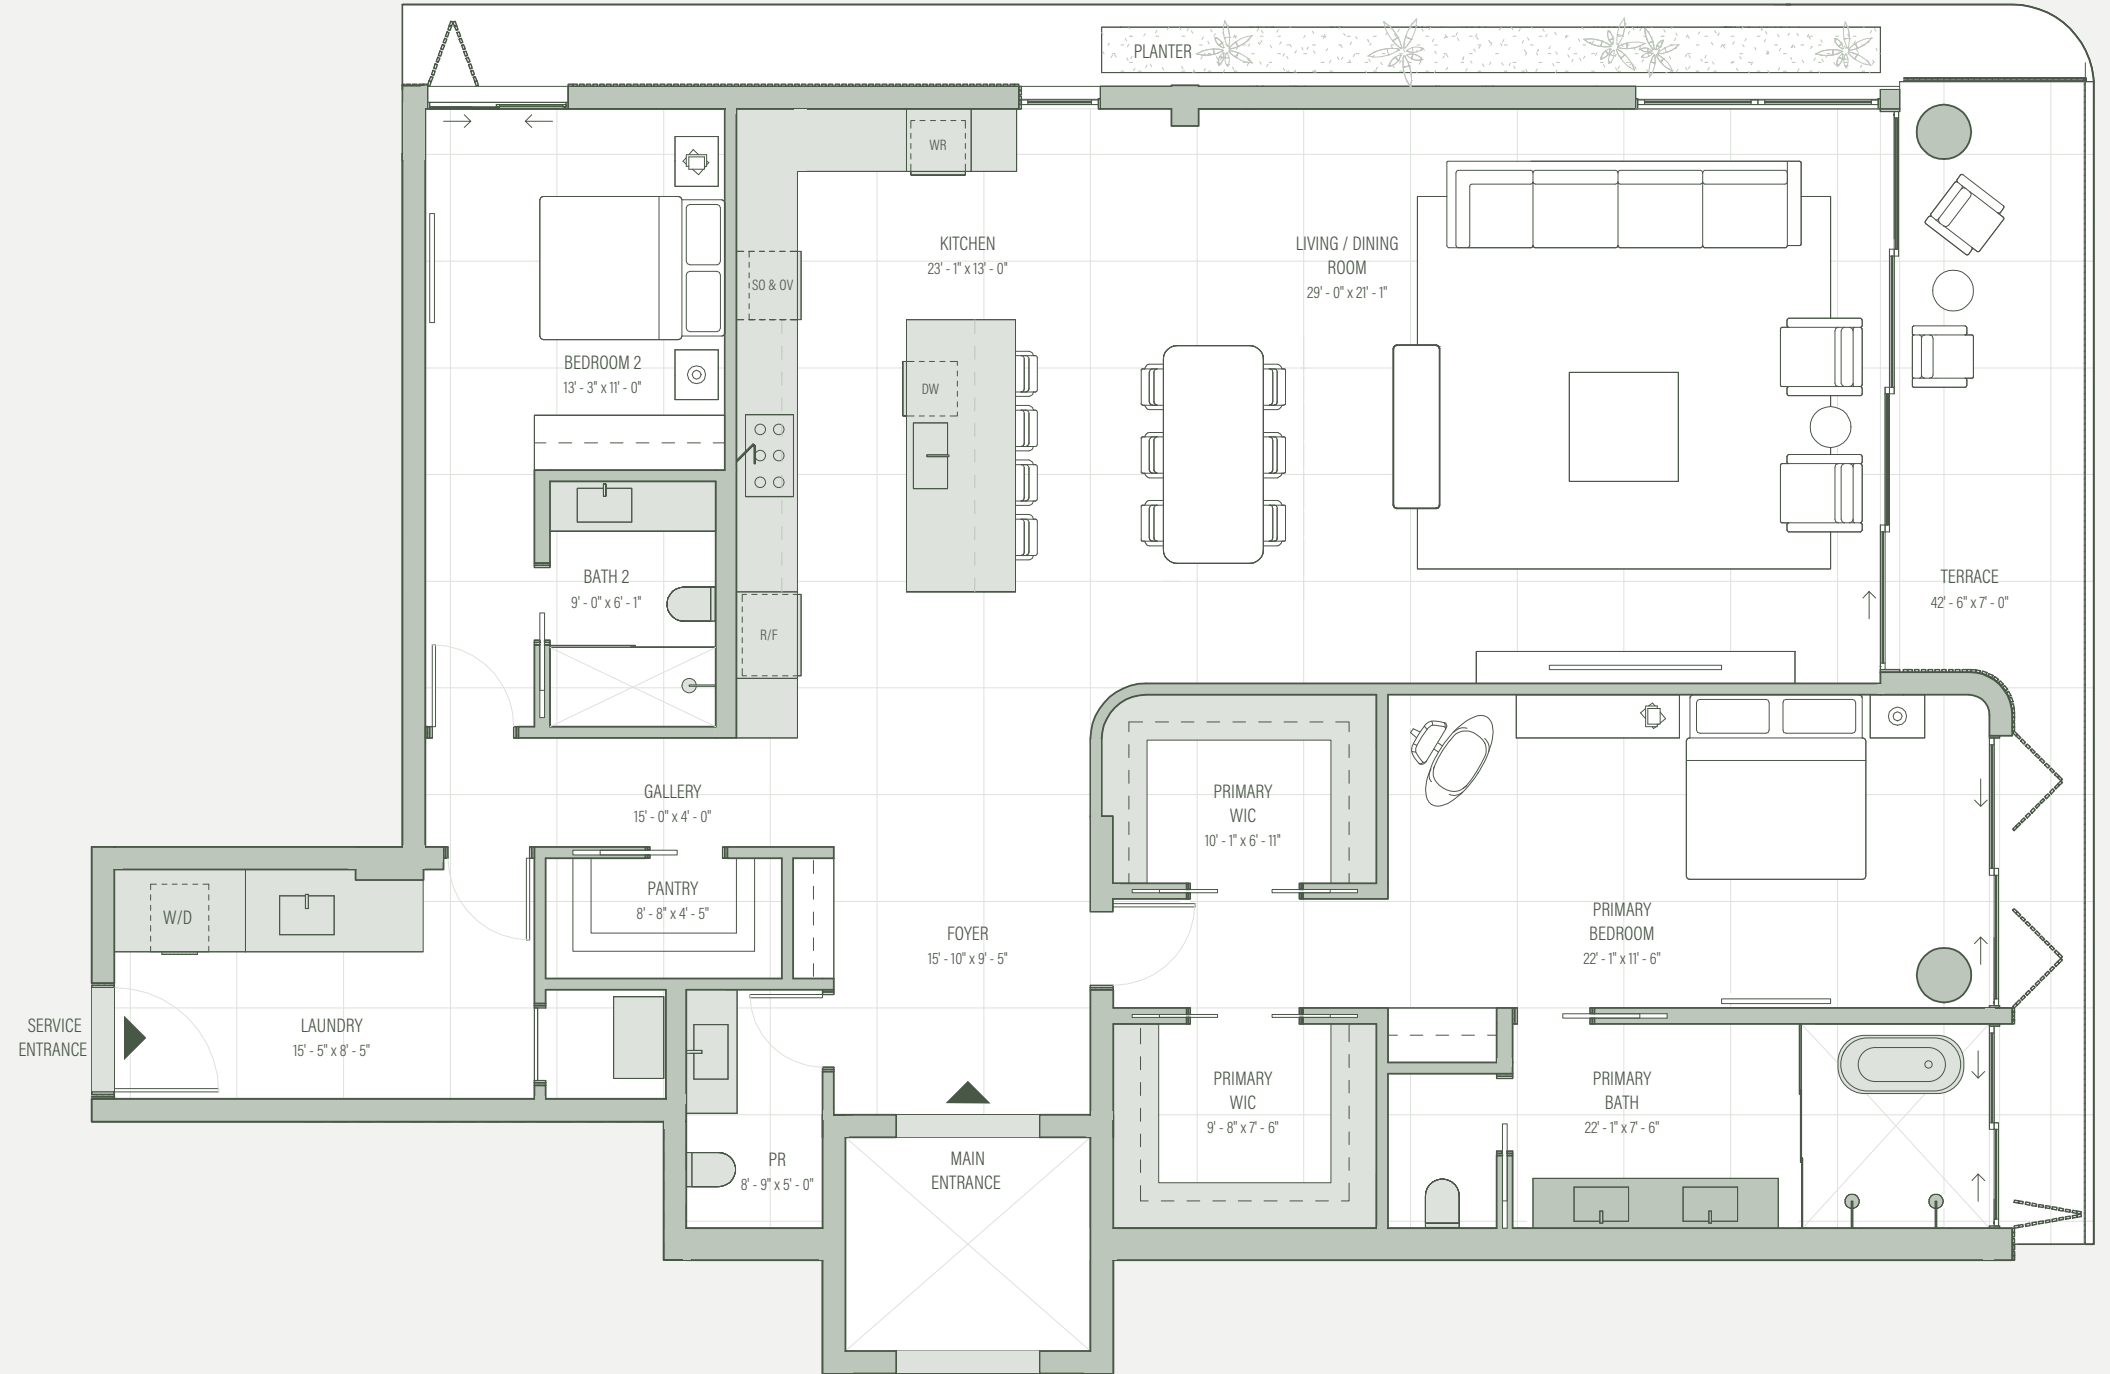 PLANTER
WR
KITCHEN
23' - 1" x 13' - 0"
LIVING / DINING
ROOM
29' - 0" x 21' - 1"
SO & OV
BEDROOM 2
13' - 3" x 11' - 0"
DW
BATH 2
9' - 0" x 6' - 1"
R/F
TERRACE
42' - 6" x 7' - 0"
GALLERY
15' - 0" x 4' - 0"
PRIMARY
WIC
10' - 1" x 6' - 11"
PANTRY
8' - 8" x 4' - 5"
W/D
FOYER
15' - 10" x 9' - 5"
PRIMARY
BEDROOM
22' - 1" x 11' - 6"
SERVICE
ENTRANCE
LAUNDRY
15' - 5" x 8' - 5"
PRIMARY
WIC
9' - 8" x 7' - 6"
PRIMARY
BATH
22' - 1" x 7' - 6"
PR
8' - 9" x 5' - 0"
MAIN
ENTRANCE